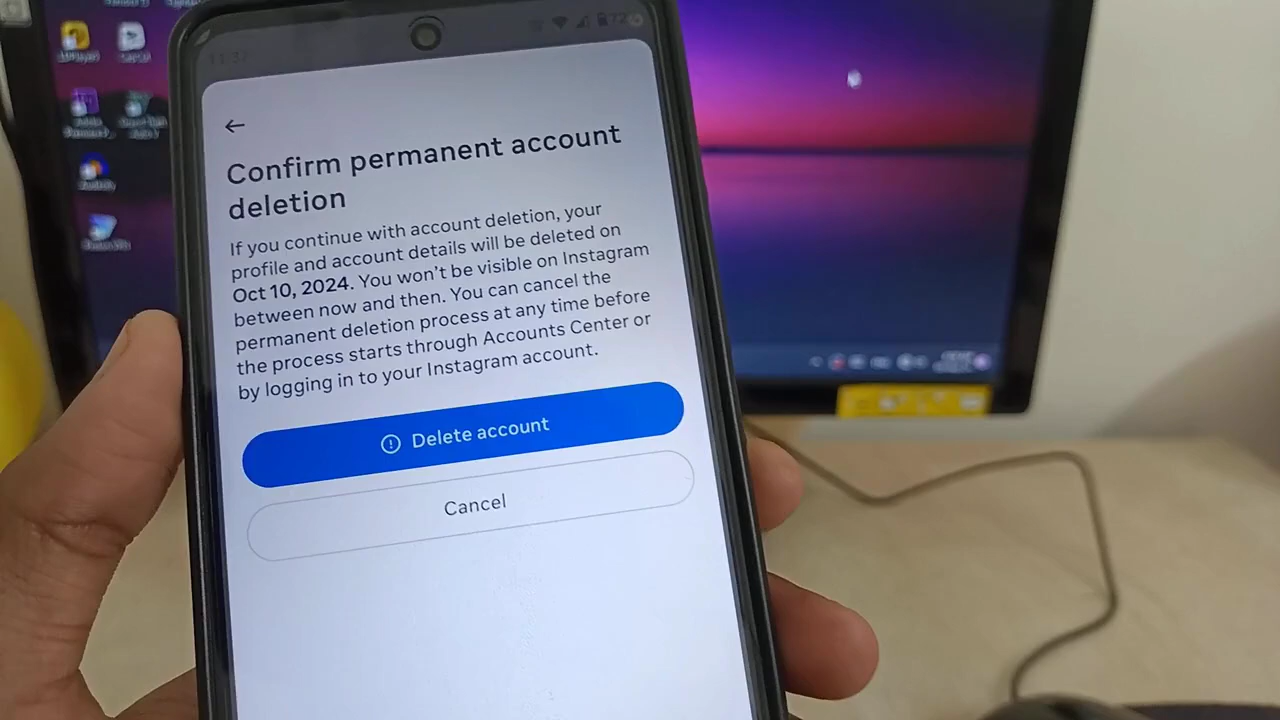 11:37
72
Confirm permanent account
deletion
If you continue with account deletion, your
profile and account details will be deleted on
Oct 10, 2024. You won't be visible on Instagram
between now and then. You can cancel the
permanent deletion process at any time before
the process starts through Accounts Center or
by logging in to your Instagram account.
Delete account
Cancel